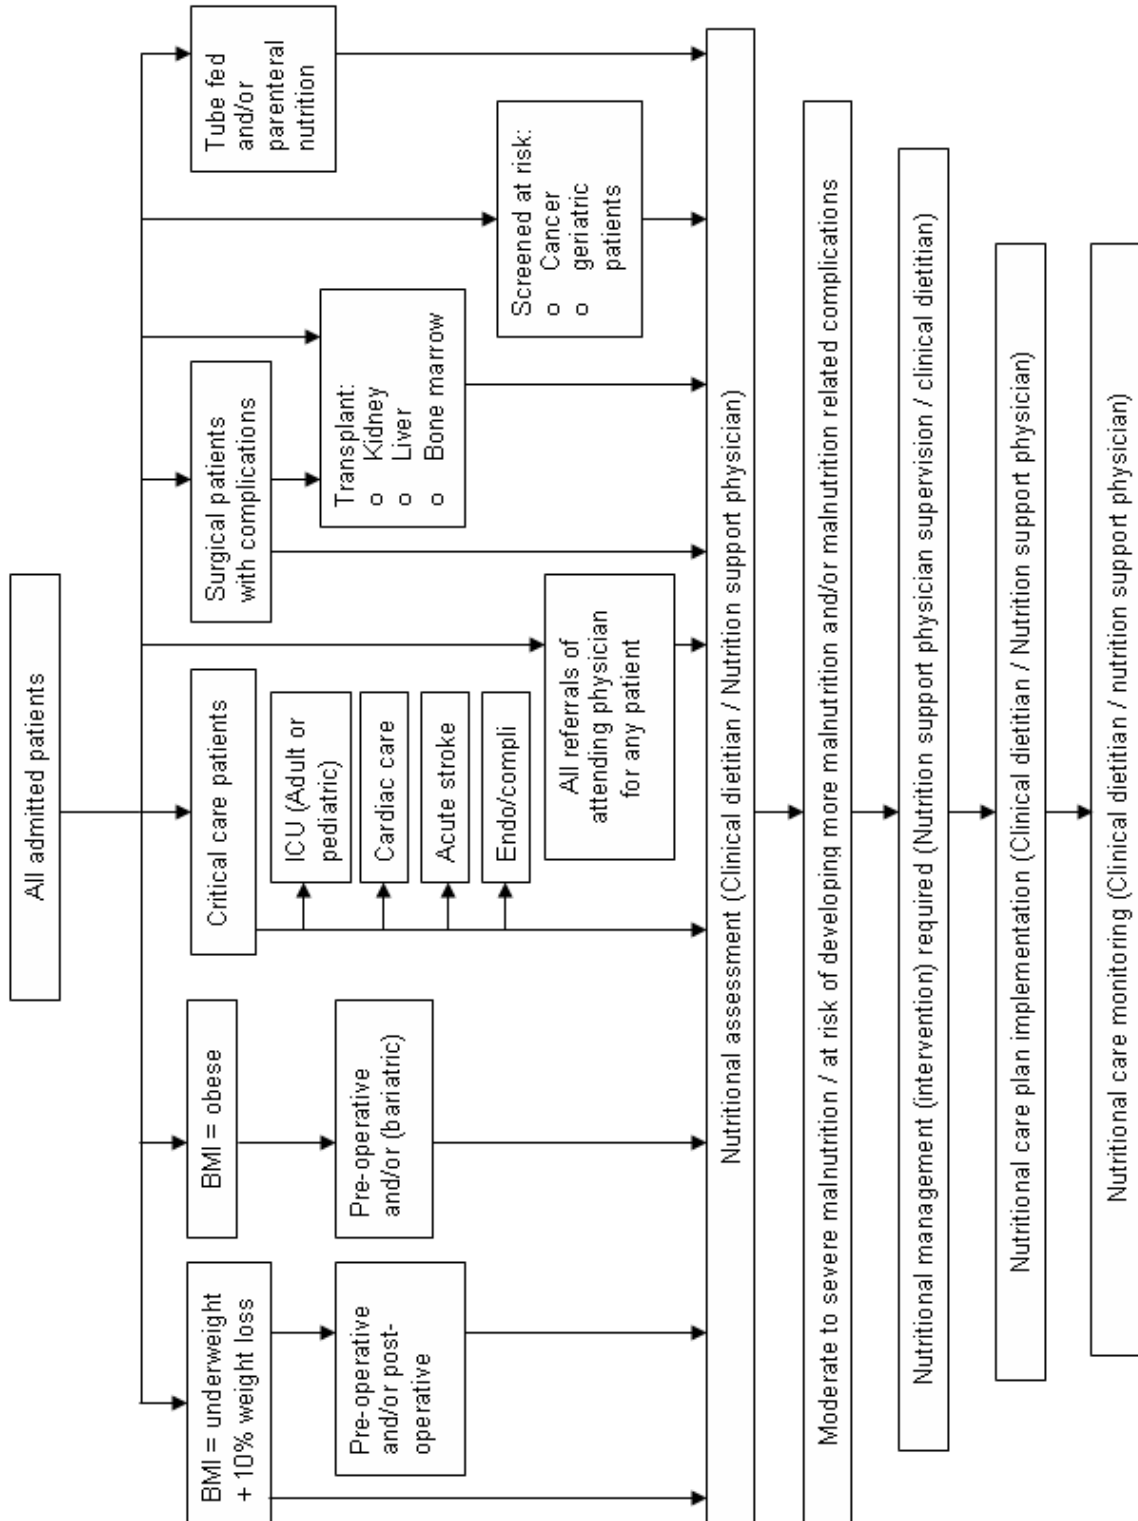 All admitted patients
BMI = underweight
+ 10% weight loss
BMI = obese
Critical care patients
Surgical patients
with complications
Tube fed
and/or
parenteral
nutrition
Pre-operative
and/or post-
operative
Pre-operative
and/or (bariatric)
ICU (Adult or
pediatric)
Cardiac care
Acute stroke
Endo/compli
Transplant:
o Kidney
o Liver
o Bone marrow
Screened at risk:
o Cancer
o geriatric
patients
All referrals of
attending physician
for any patient
Nutritional assessment (Clinical dietitian / Nutrition support physician)
Moderate to severe malnutrition / at risk of developing more malnutrition and/or malnutrition related complications
Nutritional management (intervention) required (Nutrition support physician supervision / clinical dietitian)
Nutritional care plan implementation (Clinical dietitian / Nutrition support physician)
Nutritional care monitoring (Clinical dietitian / nutrition support physician)